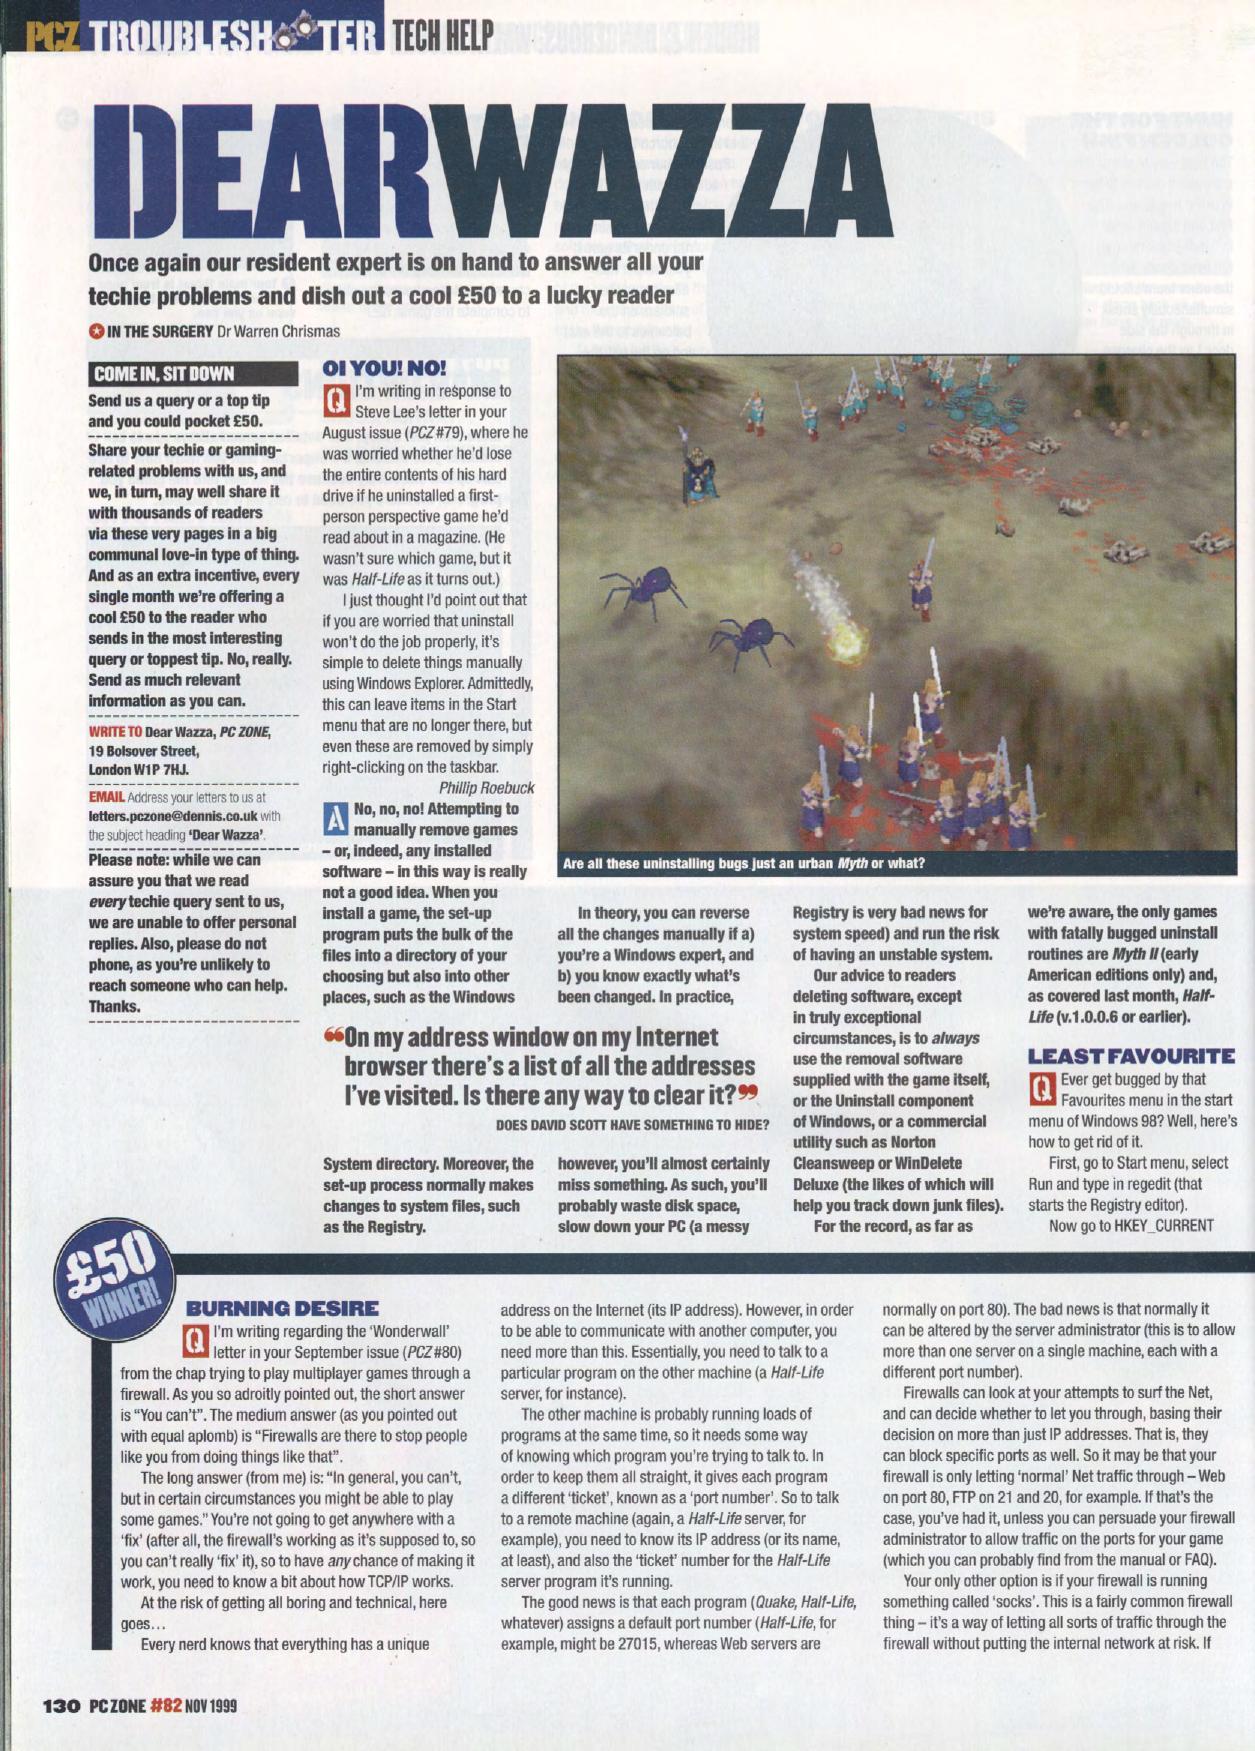 PCZ TROUBLESHOOTER TECH HELP
DEARWAZZA
Once again our resident expert is on hand to answer all your
techie problems and dish out a cool £50 to a lucky reader
IN THE SURGERY Dr Warren Chrismas
COME IN, SIT DOWN
Send us a query or a top tip
and you could pocket £50.
Share your techie or gaming-
related problems with us, and
we, in turn, may well share it
with thousands of readers
via these very pages in a big
communal love-in type of thing.
And as an extra incentive, every
single month we're offering a
cool £50 to the reader who
sends in the most interesting
query or toppest tip. No, really.
Send as much relevant
information as you can.
WRITE TO Dear Wazza, PC ZONE,
19 Bolsover Street,
London W1P 7HJ.
EMAIL Address your letters to us at
letters.pczone@dennis.co.uk with
the subject heading 'Dear Wazza'.
Please note: while we can
assure you that we read
every techie query sent to us,
we are unable to offer personal
replies. Also, please do not
phone, as you're unlikely to
reach someone who can help.
Thanks.
OI YOU! NO!
Q I'm writing in response to
Steve Lee's letter in your
August issue (PCZ #79), where he
was worried whether he'd lose
the entire contents of his hard
drive if he uninstalled a first-
person perspective game he'd
read about in a magazine. (He
wasn't sure which game, but it
was Half-Life as it turns out.)
I just thought I'd point out that
if you are worried that uninstall
won't do the job properly, it's
simple to delete things manually
using Windows Explorer. Admittedly,
this can leave items in the Start
menu that are no longer there, but
even these are removed by simply
right-clicking on the taskbar.
Phillip Roebuck
A No, no, no! Attempting to
manually remove games
– or, indeed, any installed
software – in this way is really
not a good idea. When you
install a game, the set-up
program puts the bulk of the
files into a directory of your
choosing but also into other
places, such as the Windows
System directory. Moreover, the
set-up process normally makes
changes to system files, such
as the Registry.
Are all these uninstalling bugs just an urban Myth or what?
In theory, you can reverse
all the changes manually if a)
you're a Windows expert, and
b) you know exactly what's
been changed. In practice,
however, you'll almost certainly
miss something. As such, you'll
probably waste disk space,
slow down your PC (a messy
"On my address window on my Internet
browser there's a list of all the addresses
I've visited. Is there any way to clear it?"
DOES DAVID SCOTT HAVE SOMETHING TO HIDE?
Registry is very bad news for
system speed) and run the risk
of having an unstable system.
Our advice to readers
deleting software, except
in truly exceptional
circumstances, is to always
use the removal software
supplied with the game itself,
or the Uninstall component
of Windows, or a commercial
utility such as Norton
Cleansweep or WinDelete
Deluxe (the likes of which will
help you track down junk files).
For the record, as far as
we're aware, the only games
with fatally bugged uninstall
routines are Myth II (early
American editions only) and,
as covered last month, Half-
Life (v.1.0.0.6 or earlier).
LEAST FAVOURITE
Q Ever get bugged by that
Favourites menu in the start
menu of Windows 98? Well, here's
how to get rid of it.
First, go to Start menu, select
Run and type in regedit (that
starts the Registry editor).
Now go to HKEY_CURRENT
£50
WINNER!
BURNING DESIRE
Q I'm writing regarding the 'Wonderwall'
letter in your September issue (PCZ #80)
from the chap trying to play multiplayer games through a
firewall. As you so adroitly pointed out, the short answer
is "You can't". The medium answer (as you pointed out
with equal aplomb) is "Firewalls are there to stop people
like you from doing things like that".
The long answer (from me) is: "In general, you can't,
but in certain circumstances you might be able to play
some games." You're not going to get anywhere with a
'fix' (after all, the firewall's working as it's supposed to, so
you can't really 'fix' it), so to have any chance of making it
work, you need to know a bit about how TCP/IP works.
At the risk of getting all boring and technical, here
goes...
Every nerd knows that everything has a unique
address on the Internet (its IP address). However, in order
to be able to communicate with another computer, you
need more than this. Essentially, you need to talk to a
particular program on the other machine (a Half-Life
server, for instance).
The other machine is probably running loads of
programs at the same time, so it needs some way
of knowing which program you're trying to talk to. In
order to keep them all straight, it gives each program
a different 'ticket', known as a 'port number'. So to talk
to a remote machine (again, a Half-Life server, for
example), you need to know its IP address (or its name,
at least), and also the 'ticket' number for the Half-Life
server program it's running.
The good news is that each program (Quake, Half-Life,
whatever) assigns a default port number (Half-Life, for
example, might be 27015, whereas Web servers are
normally on port 80). The bad news is that normally it
can be altered by the server administrator (this is to allow
more than one server on a single machine, each with a
different port number).
Firewalls can look at your attempts to surf the Net,
and can decide whether to let you through, basing their
decision on more than just IP addresses. That is, they
can block specific ports as well. So it may be that your
firewall is only letting 'normal' Net traffic through – Web
on port 80, FTP on 21 and 20, for example. If that's the
case, you've had it, unless you can persuade your firewall
administrator to allow traffic on the ports for your game
(which you can probably find from the manual or FAQ).
Your only other option is if your firewall is running
something called 'socks'. This is a fairly common firewall
thing – it's a way of letting all sorts of traffic through the
firewall without putting the internal network at risk. If
130 PC ZONE #82 NOV 1999